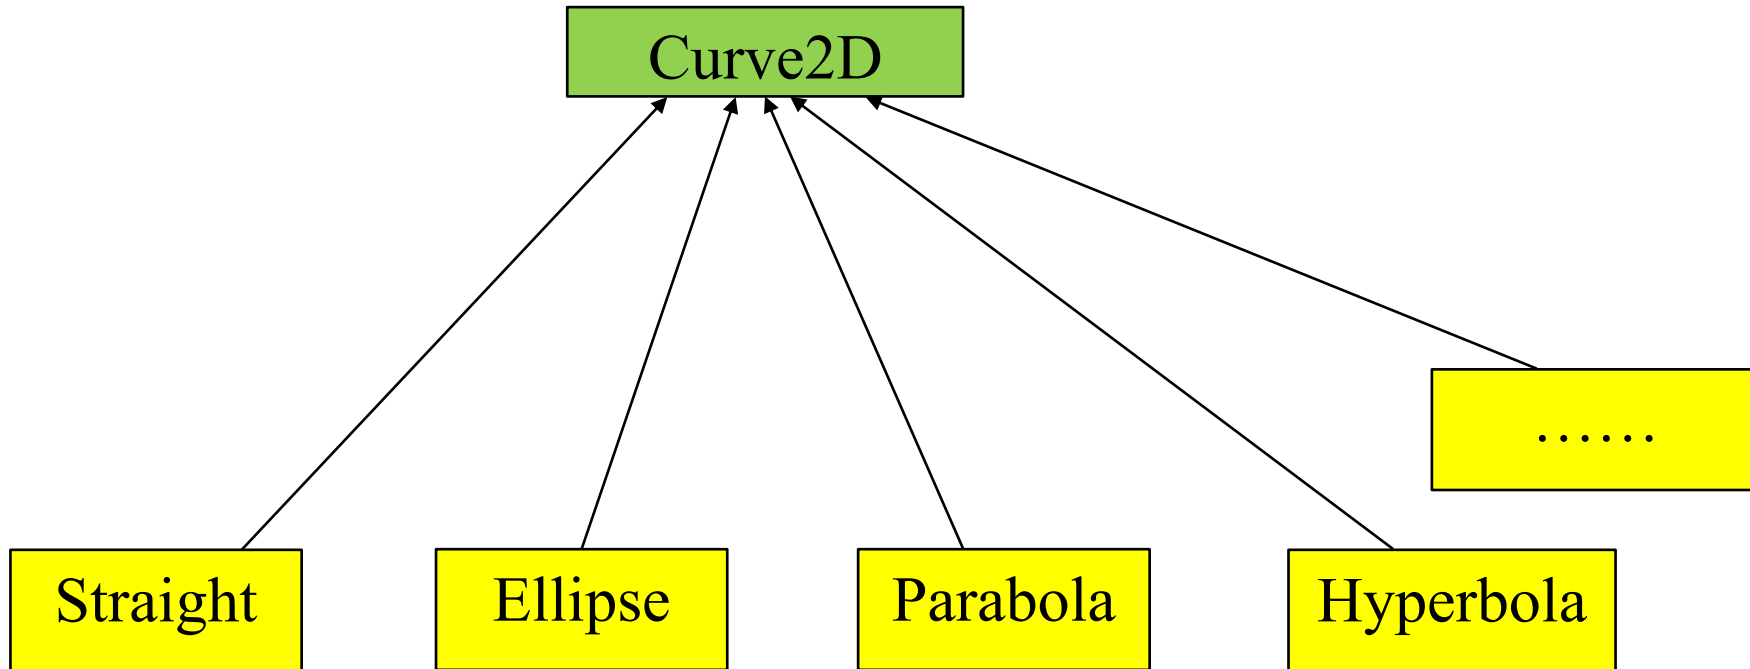 Curve2D
……
Straight
Ellipse
Parabola
Hyperbola